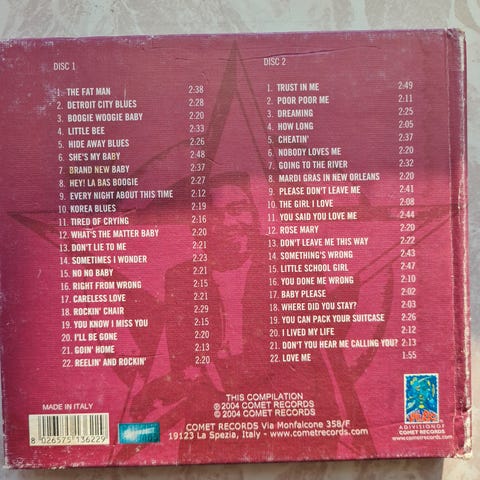 DISC 1
1. THE FAT MAN 2:38
2. DETROIT CITY BLUES 2:28
3. BOOGIE WOOGIE BABY 2:20
4. LITTLE BEE 2:33
5. HIDE AWAY BLUES 2:26
6. SHE'S MY BABY 2:48
7. BRAND NEW BABY 2:37
8. HEY! LA BAS BOOGIE 2:27
9. EVERY NIGHT ABOUT THIS TIME 2:12
10. KOREA BLUES 2:19
11. TIRED OF CRYING 2:16
12. WHAT'S THE MATTER BABY 2:24
13. DON'T LIE TO ME 2:21
14. SOMETIMES I WONDER 2:23
15. NO NO BABY 2:21
16. RIGHT FROM WRONG 2:24
17. CARELESS LOVE 2:21
18. ROCKIN' CHAIR 2:29
19. YOU KNOW I MISS YOU 2:15
20. I'LL BE GONE 2:20
21. GOIN' HOME 2:13
22. REELIN' AND ROCKIN' 2:20
DISC 2
1. TRUST IN ME 2:49
2. POOR POOR ME 2:11
3. DREAMING 2:25
4. HOW LONG 2:05
5. CHEATIN' 2:37
6. NOBODY LOVES ME 2:20
7. GOING TO THE RIVER 2:32
8. MARDI GRAS IN NEW ORLEANS 2:20
9. PLEASE DON'T LEAVE ME 2:41
10. THE GIRL I LOVE 2:08
11. YOU SAID YOU LOVE ME 2:44
12. ROSE MARY 2:20
13. DON'T LEAVE ME THIS WAY 2:22
14. SOMETHING'S WRONG 2:43
15. LITTLE SCHOOL GIRL 2:47
16. YOU DONE ME WRONG 2:10
17. BABY PLEASE 2:02
18. WHERE DID YOU STAY? 2:03
19. YOU CAN PACK YOUR SUITCASE 2:26
20. I LIVED MY LIFE 2:12
21. DON'T YOU HEAR ME CALLING YOU? 2:13
22. LOVE ME 1:55
MADE IN ITALY
8 026575 136229
THIS COMPILATION
℗ 2004 COMET RECORDS
© 2004 COMET RECORDS
COMET RECORDS Via Monfalcone 358/F
19123 La Spezia, Italy - www.cometrecords.com
A DIVISION OF
COMET RECORDS
www.cometrecords.com